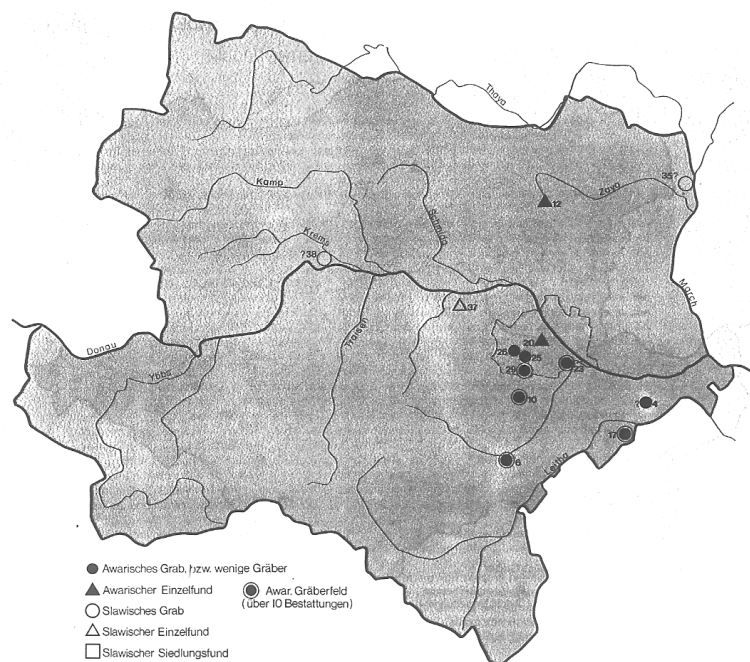 Thaya
35?
Kamp
Zaya
12
Schmida
Krems
?38
March
37
Traisen
Donau
20
26
25
Ybbs
29
23
10
? 4
17
Leitha
Awarisches Grab, bzw. wenige Gräber
Awarischer Einzelfund
Awar. Gräberfeld
(über 10 Bestattungen)
Slawisches Grab
Slawischer Einzelfund
Slawischer Siedlungsfund